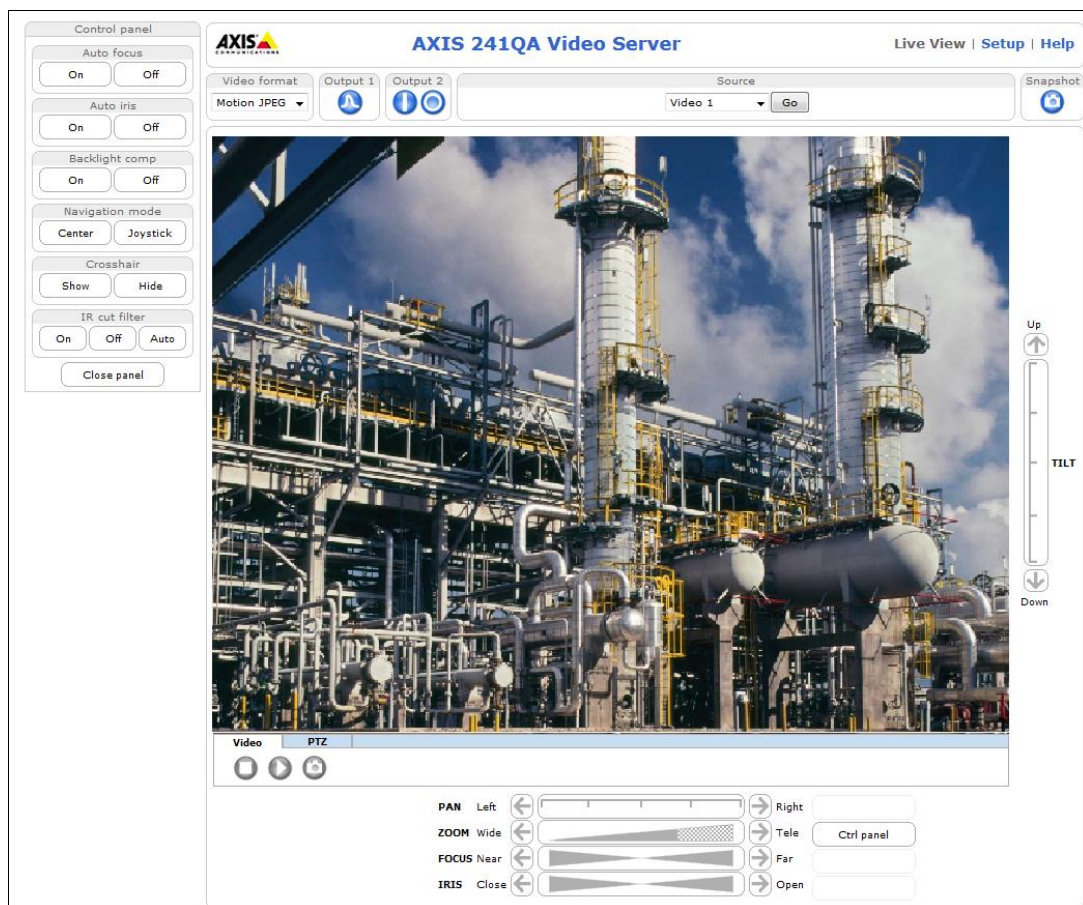 Control panel
Auto focus
On Off
Auto iris
On Off
Backlight comp
On Off
Navigation mode
Center Joystick
Crosshair
Show Hide
IR cut filter
On Off Auto
Close panel
AXIS
COMMUNICATIONS
AXIS 241QA Video Server
Live View | Setup | Help
Video format
Motion JPEG
Output 1
Output 2
Source
Video 1 Go
Snapshot
Up
TILT
Down
Video PTZ
PAN Left Right
ZOOM Wide Tele Ctrl panel
FOCUS Near Far
IRIS Close Open